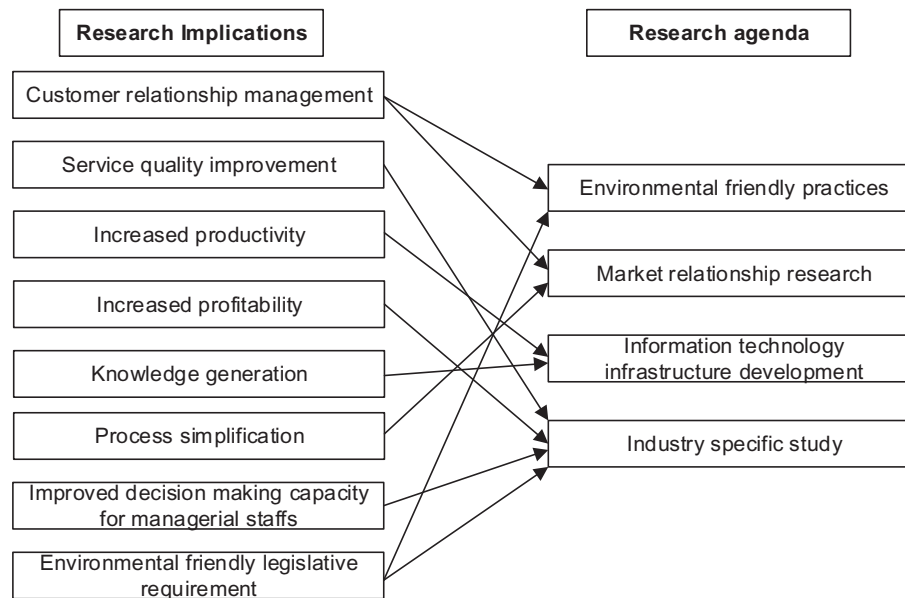 Research Implications
Customer relationship management
Service quality improvement
Increased productivity
Increased profitability
Knowledge generation
Process simplification
Improved decision making capacity
for managerial staffs
Environmental friendly legislative
requirement
Research agenda
Environmental friendly practices
Market relationship research
Information technology
infrastructure development
Industry specific study